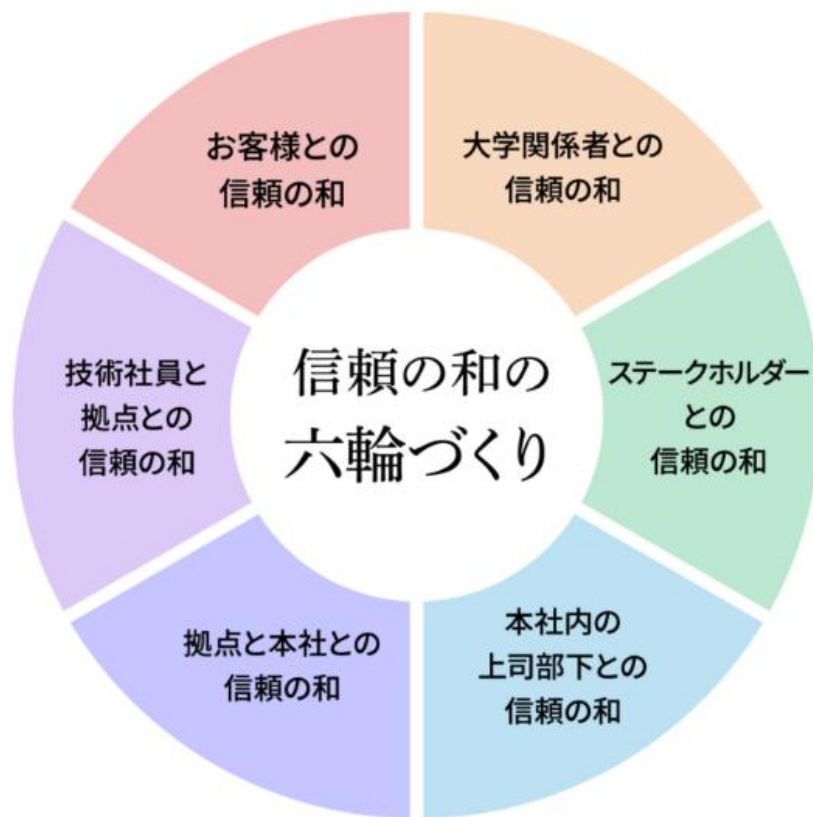 お客様との
信頼の和
大学関係者との
信頼の和
技術社員と
拠点との
信頼の和
信頼の和の
六輪づくり
ステークホルダー
との
信頼の和
拠点と本社との
信頼の和
本社内の
上司部下との
信頼の和